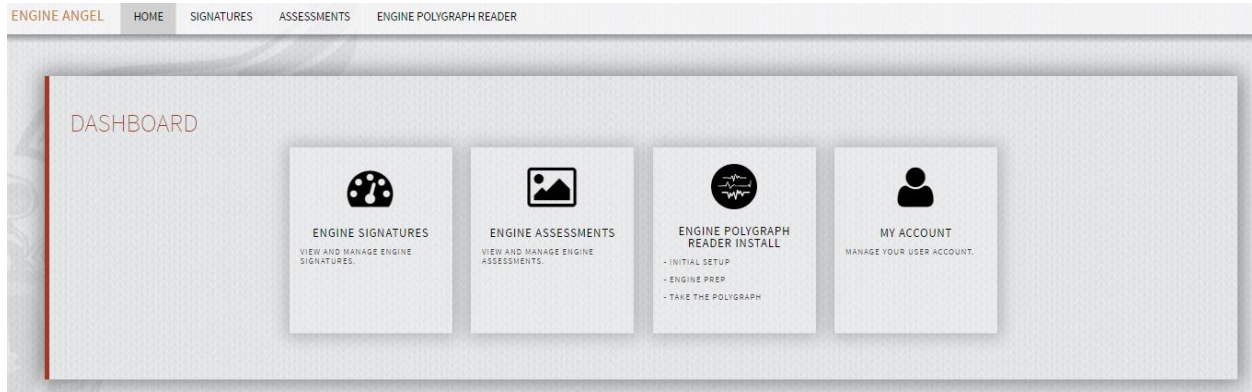 ENGINE ANGEL HOME SIGNATURES ASSESSMENTS ENGINE POLYGRAPH READER
DASHBOARD
ENGINE SIGNATURES
VIEW AND MANAGE ENGINE
SIGNATURES.
ENGINE ASSESSMENTS
VIEW AND MANAGE ENGINE
ASSESSMENTS.
ENGINE POLYGRAPH
READER INSTALL
- INITIAL SETUP
- ENGINE PREP
- TAKE THE POLYGRAPH
MY ACCOUNT
MANAGE YOUR USER ACCOUNT.